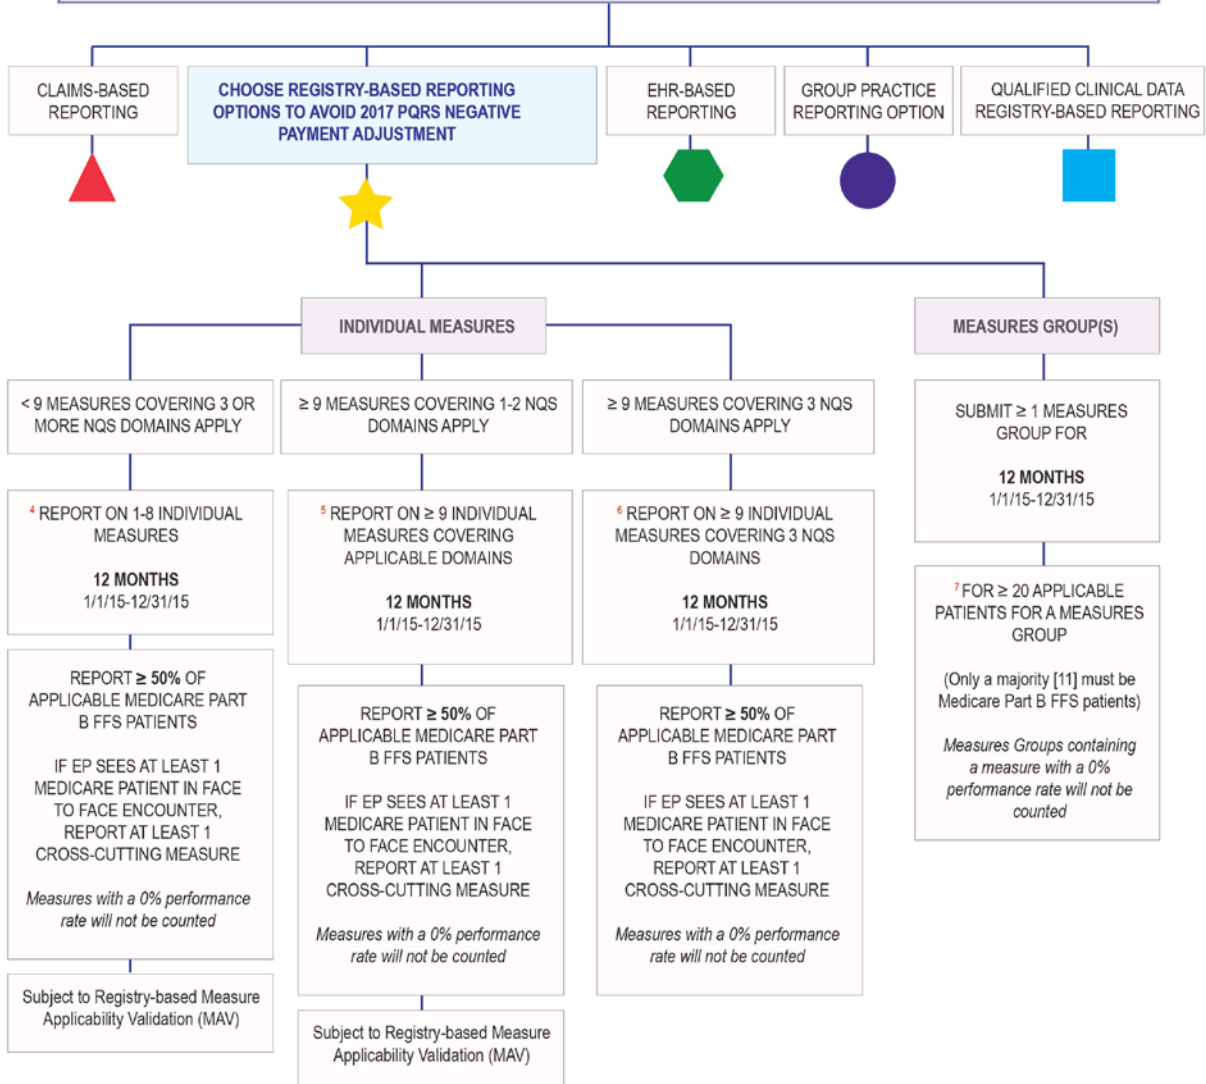 CLAIMS-BASED
REPORTING
CHOOSE REGISTRY-BASED REPORTING
OPTIONS TO AVOID 2017 PQRS NEGATIVE
PAYMENT ADJUSTMENT
EHR-BASED
REPORTING
GROUP PRACTICE
REPORTING OPTION
QUALIFIED CLINICAL DATA
REGISTRY-BASED REPORTING
INDIVIDUAL MEASURES
MEASURES GROUP(S)
< 9 MEASURES COVERING 3 OR
MORE NQS DOMAINS APPLY
≥ 9 MEASURES COVERING 1-2 NQS
DOMAINS APPLY
≥ 9 MEASURES COVERING 3 NQS
DOMAINS APPLY
SUBMIT ≥ 1 MEASURES
GROUP FOR
12 MONTHS
1/1/15-12/31/15
4 REPORT ON 1-8 INDIVIDUAL
MEASURES
12 MONTHS
1/1/15-12/31/15
5 REPORT ON ≥ 9 INDIVIDUAL
MEASURES COVERING
APPLICABLE DOMAINS
12 MONTHS
1/1/15-12/31/15
6 REPORT ON ≥ 9 INDIVIDUAL
MEASURES COVERING 3 NQS
DOMAINS
12 MONTHS
1/1/15-12/31/15
7 FOR ≥ 20 APPLICABLE
PATIENTS FOR A MEASURES
GROUP
(Only a majority [11] must be
Medicare Part B FFS patients)
Measures Groups containing
a measure with a 0%
performance rate will not be
counted
REPORT ≥ 50% OF
APPLICABLE MEDICARE PART
B FFS PATIENTS
IF EP SEES AT LEAST 1
MEDICARE PATIENT IN FACE
TO FACE ENCOUNTER,
REPORT AT LEAST 1
CROSS-CUTTING MEASURE
Measures with a 0% performance
rate will not be counted
REPORT ≥ 50% OF
APPLICABLE MEDICARE PART
B FFS PATIENTS
IF EP SEES AT LEAST 1
MEDICARE PATIENT IN FACE
TO FACE ENCOUNTER,
REPORT AT LEAST 1
CROSS-CUTTING MEASURE
Measures with a 0% performance
rate will not be counted
REPORT ≥ 50% OF
APPLICABLE MEDICARE PART
B FFS PATIENTS
IF EP SEES AT LEAST 1
MEDICARE PATIENT IN FACE
TO FACE ENCOUNTER,
REPORT AT LEAST 1
CROSS-CUTTING MEASURE
Measures with a 0% performance
rate will not be counted
Subject to Registry-based Measure
Applicability Validation (MAV)
Subject to Registry-based Measure
Applicability Validation (MAV)